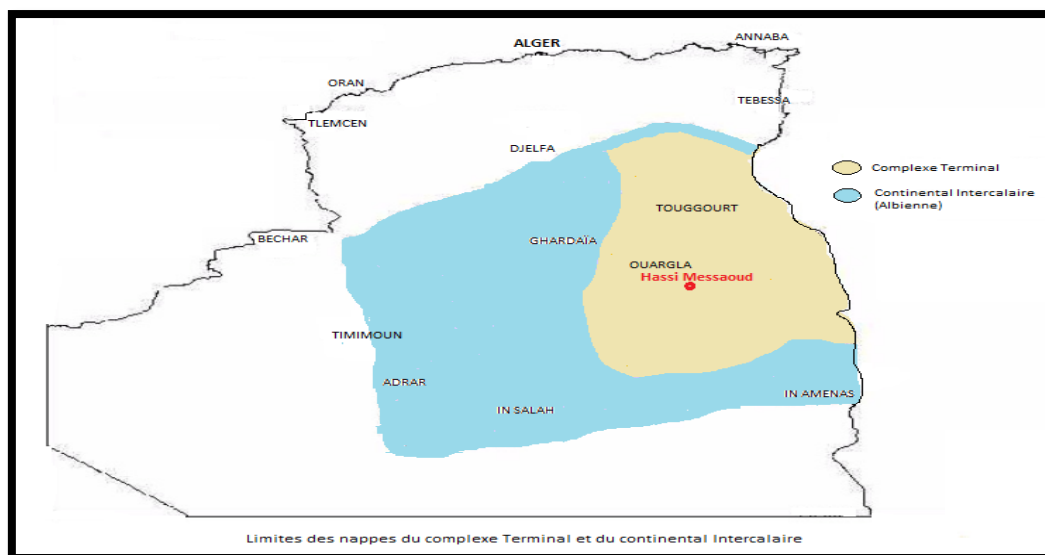 ANNABA
ALGER
ORAN
TEBESSA
TLEMCEN
DJELFA
Complexe Terminal
Continental Intercalaire
(Albienne)
TOUGGOURT
BECHAR
GHARDAÏA
OUARGLA
Hassi Messaoud
TIMIMOUN
ADRAR
IN AMENAS
IN SALAH
Limites des nappes du complexe Terminal et du continental Intercalaire